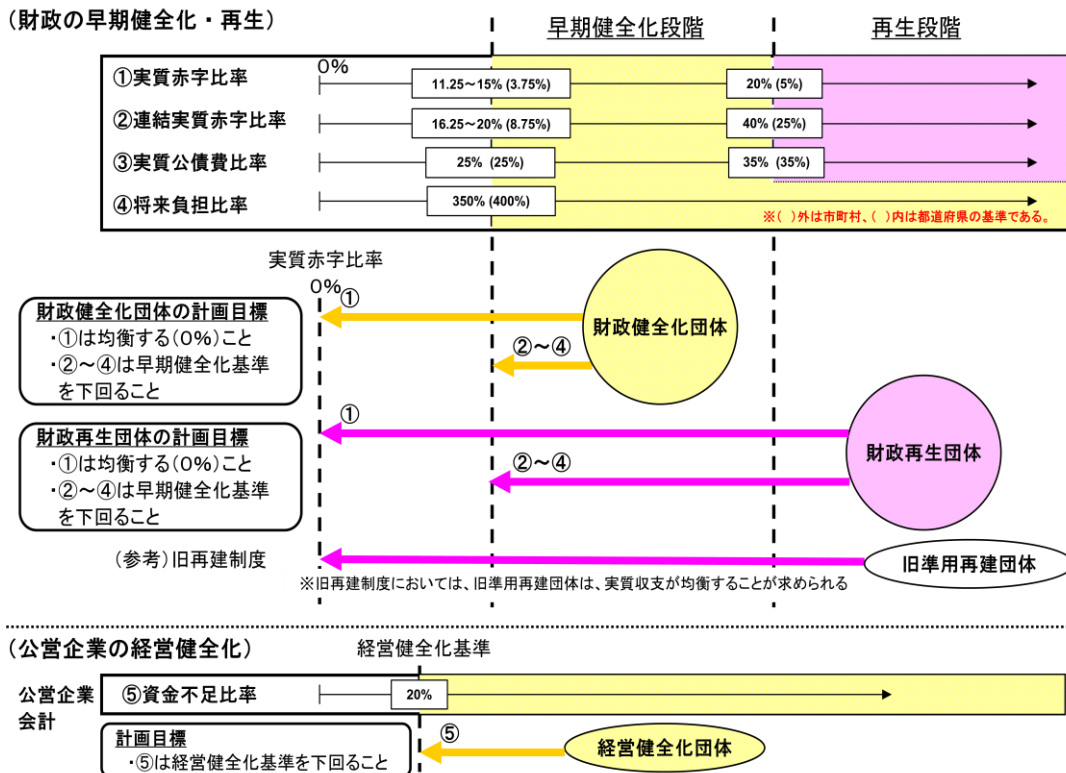 (財政の早期健全化・再生)
早期健全化段階
再生段階
0%
①実質赤字比率
11.25～15% (3.75%)
20% (5%)
②連結実質赤字比率
16.25～20% (8.75%)
40% (25%)
③実質公債費比率
25% (25%)
35% (35%)
④将来負担比率
350% (400%)
※( )外は市町村、( )内は都道府県の基準である。
実質赤字比率
0%
財政健全化団体の計画目標
・①は均衡する(0%)こと
・②～④は早期健全化基準
を下回ること
①
②～④
財政健全化団体
財政再生団体の計画目標
・①は均衡する(0%)こと
・②～④は早期健全化基準
を下回ること
①
②～④
財政再生団体
(参考)旧再建制度
旧準用再建団体
※旧再建制度においては、旧準用再建団体は、実質収支が均衡することが求められる
(公営企業の経営健全化)
経営健全化基準
公営企業
会計
⑤資金不足比率
20%
計画目標
・⑤は経営健全化基準を下回ること
⑤
経営健全化団体